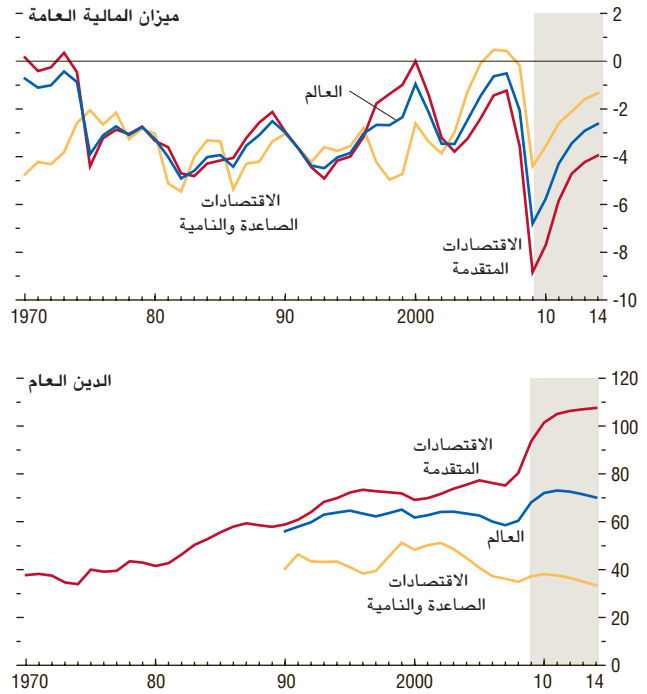 ميزان المالية العامة
2
0
-2
-4
-6
-8
-10
العالم
الاقتصادات
الصاعدة والنامية
الاقتصادات
المتقدمة
1970 80 90 2000 10 14
الدين العام
120
100
80
60
40
20
0
الاقتصادات
المتقدمة
العالم
الاقتصادات
الصاعدة والنامية
1970 80 90 2000 10 14